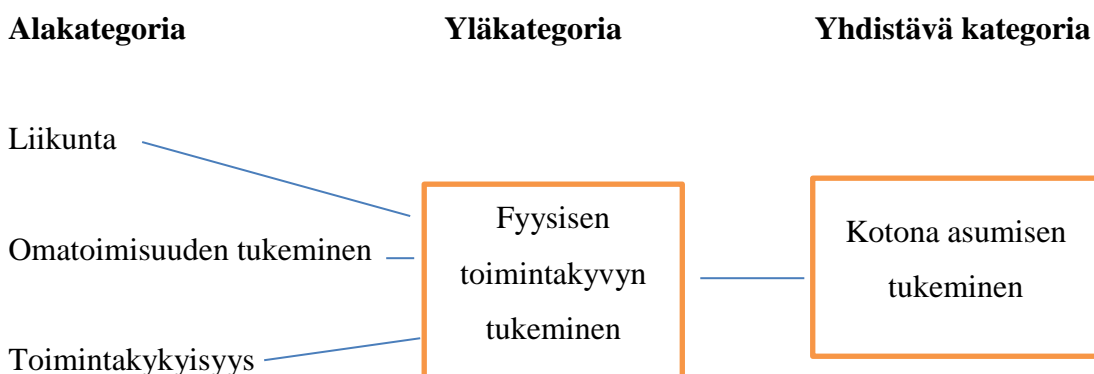 Alakategoria Yläkategoria Yhdistävä kategoria
Liikunta
Omatoimisuuden tukeminen
Toimintakykyisyys
Fyysisen
toimintakyvyn
tukeminen
Kotona asumisen
tukeminen